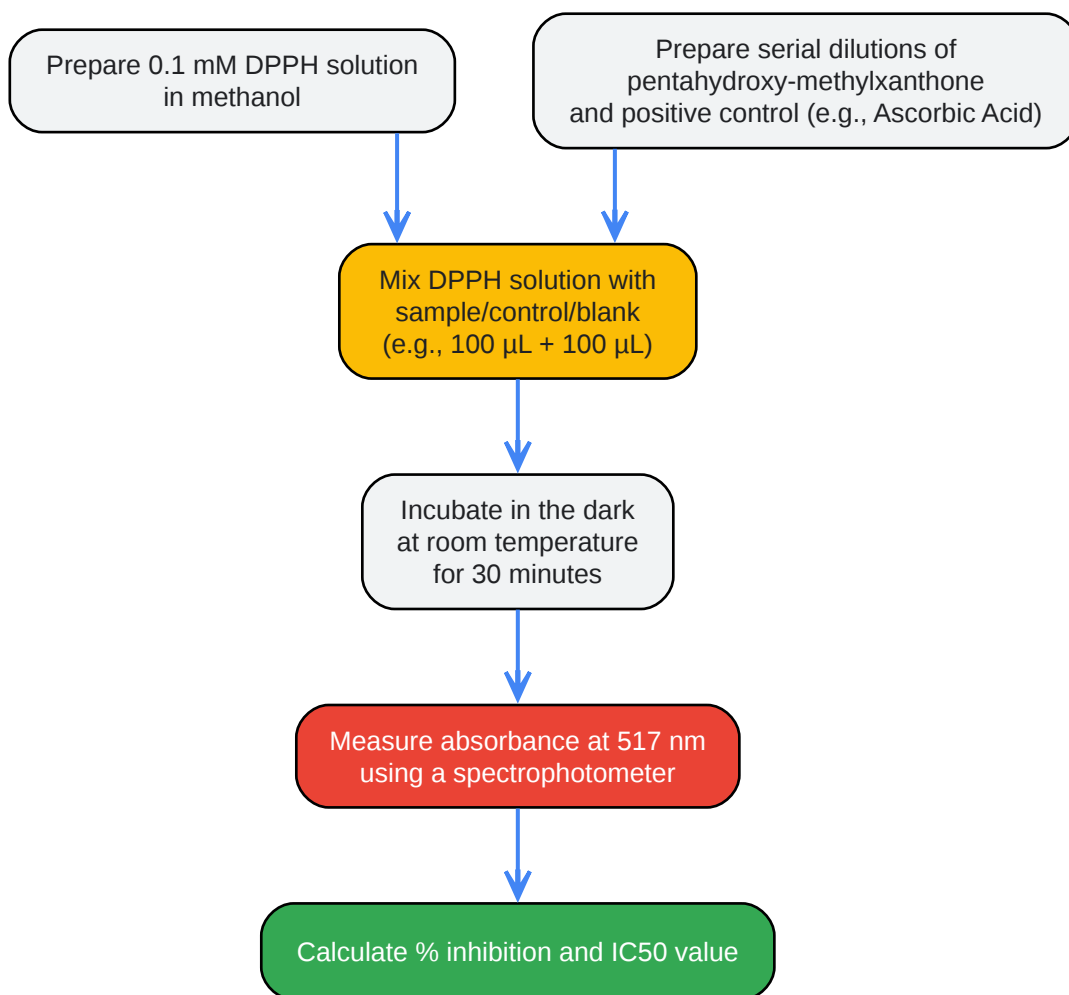 Prepare 0.1 mM DPPH solution
in methanol
Prepare serial dilutions of
pentahydroxy-methylxanthone
and positive control (e.g., Ascorbic Acid)
Mix DPPH solution with
sample/control/blank
(e.g., 100 µL + 100 µL)
Incubate in the dark
at room temperature
for 30 minutes
Measure absorbance at 517 nm
using a spectrophotometer
Calculate % inhibition and IC50 value